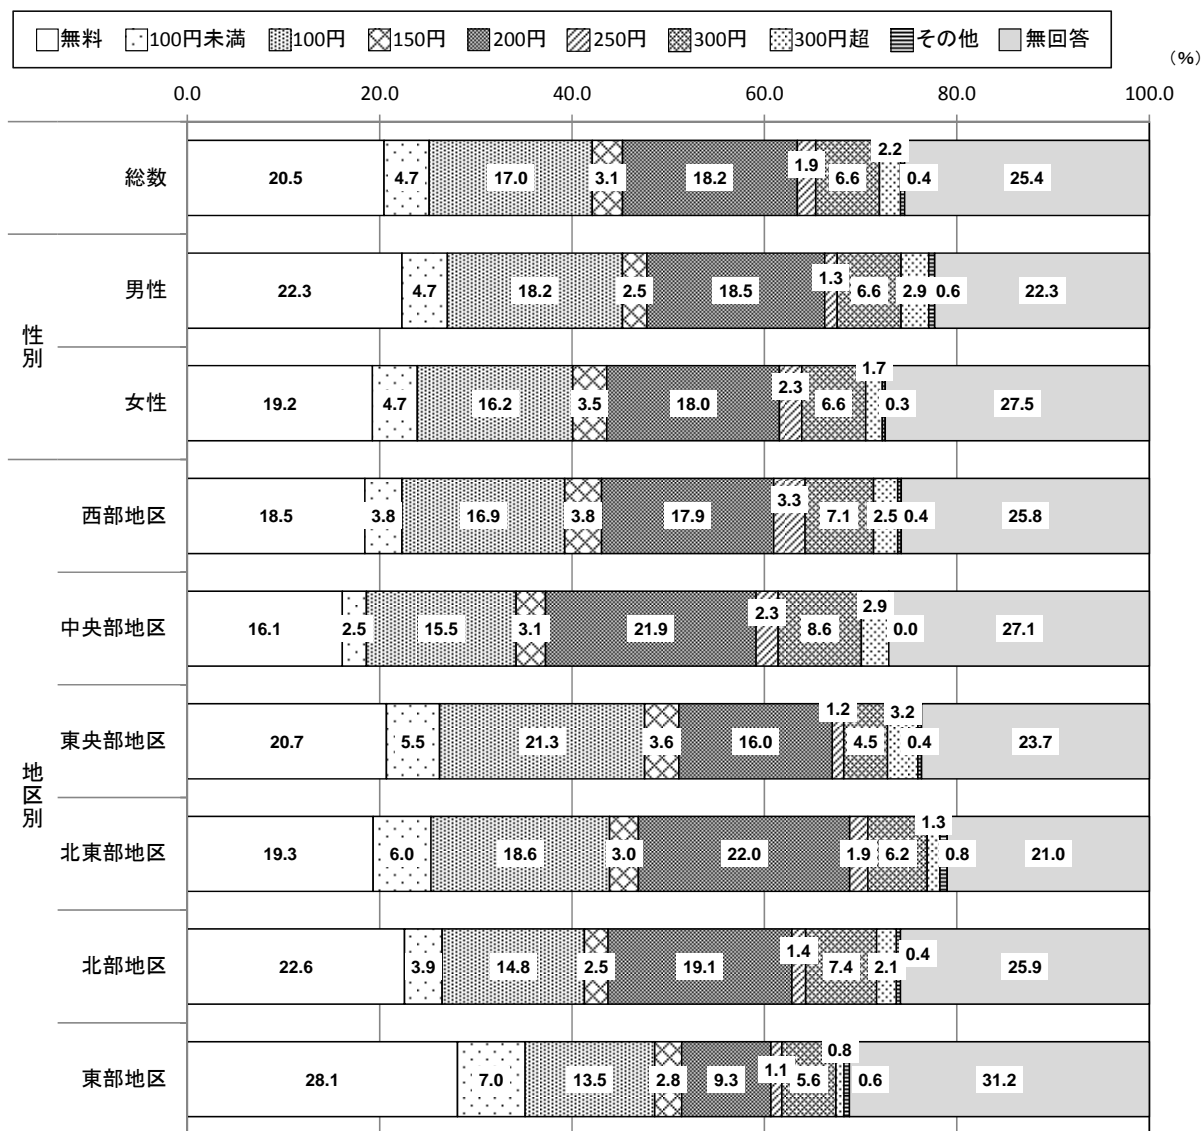 無料 100円未満 100円 150円 200円 250円 300円 300円超 その他 無回答
(%)
0.0 20.0 40.0 60.0 80.0 100.0
総数 20.5 4.7 17.0 3.1 18.2 1.9 6.6 2.2 0.4 25.4
性別
男性 22.3 4.7 18.2 2.5 18.5 1.3 6.6 2.9 0.6 22.3
女性 19.2 4.7 16.2 3.5 18.0 2.3 6.6 1.7 0.3 27.5
地区別
西部地区 18.5 3.8 16.9 3.8 17.9 3.3 7.1 2.5 0.4 25.8
中央部地区 16.1 2.5 15.5 3.1 21.9 2.3 8.6 2.9 0.0 27.1
東央部地区 20.7 5.5 21.3 3.6 16.0 1.2 4.5 3.2 0.4 23.7
北東部地区 19.3 6.0 18.6 3.0 22.0 1.9 6.2 1.3 0.8 21.0
北部地区 22.6 3.9 14.8 2.5 19.1 1.4 7.4 2.1 0.4 25.9
東部地区 28.1 7.0 13.5 2.8 9.3 1.1 5.6 0.8 0.6 31.2